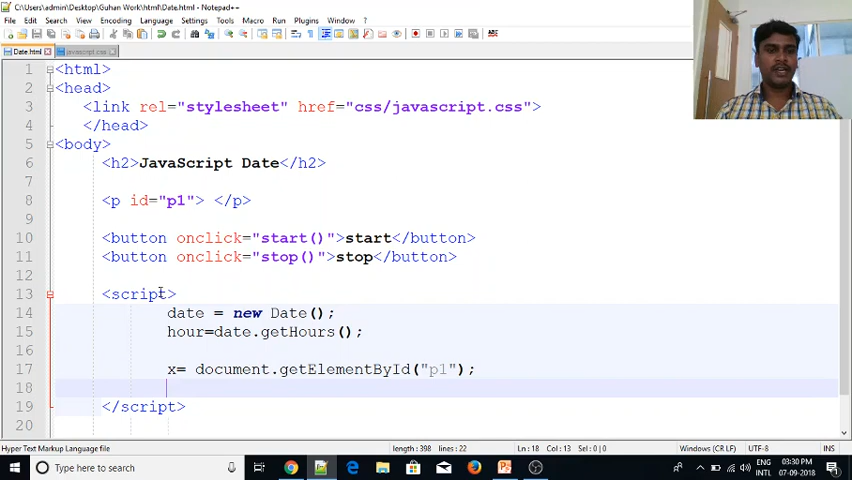 C:\Users\admin\Desktop\Guhan Work\html\Date.html - Notepad++
File Edit Search View Encoding Language Settings Tools Macro Run Plugins Window ?
Date.html javascript.css
1 <html>
2 <head>
3 <link rel="stylesheet" href="css/javascript.css">
4 </head>
5 <body>
6 <h2>JavaScript Date</h2>
7
8 <p id="p1"> </p>
9
10 <button onclick="start()">start</button>
11 <button onclick="stop()">stop</button>
12
13 <script>
14 date = new Date();
15 hour=date.getHours();
16
17 x= document.getElementById("p1");
18
19 </script>
20
Hyper Text Markup Language file length : 398 lines : 22 Ln : 18 Col : 13 Sel : 0 | 0 Windows (CR LF) UTF-8 INS
Type here to search ENG 03:30 PM
INTL 07-09-2018